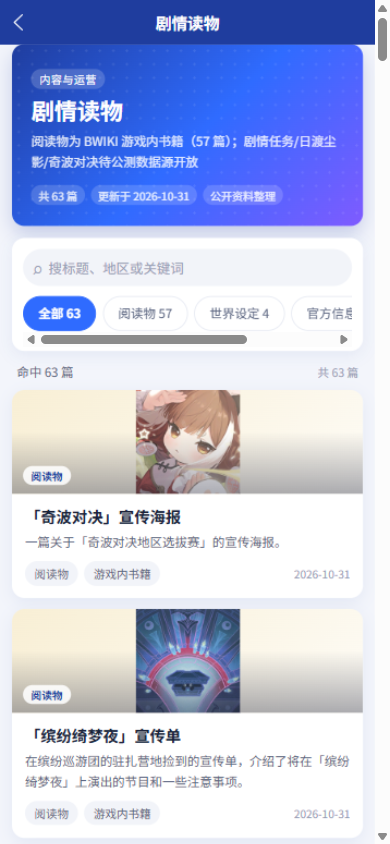 剧情读物
内容与运营
剧情读物
阅读物为 BWIKI 游戏内书籍（57 篇）；剧情任务/日渡尘
影/奇波对决待公测数据源开放
共 63 篇
更新于 2026-10-31
公开资料整理
搜标题、地区或关键词
全部 63
阅读物 57
世界设定 4
官方信息
命中 63 篇
共 63 篇
阅读物
「奇波对决」宣传海报
一篇关于「奇波对决地区选拔赛」的宣传海报。
阅读物
游戏内书籍
2026-10-31
阅读物
「缤纷绮梦夜」宣传单
在缤纷巡游团的驻扎营地捡到的宣传单，介绍了将在「缤纷
绮梦夜」上演出的节目和一些注意事项。
阅读物
游戏内书籍
2026-10-31